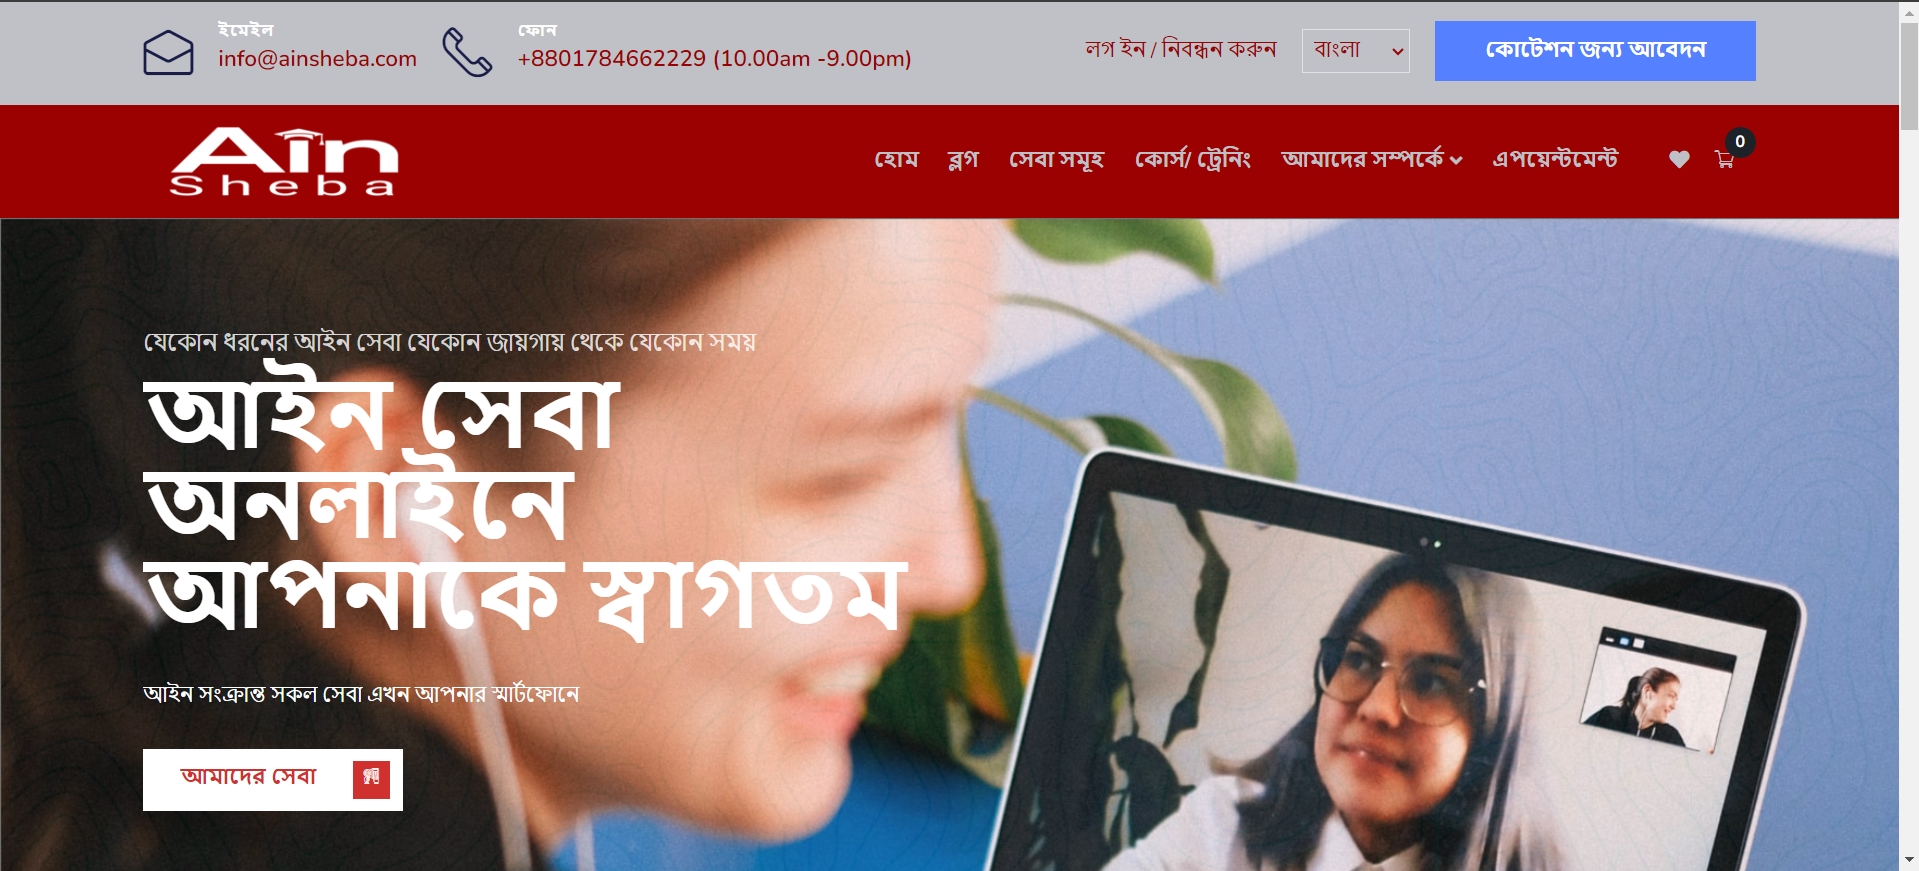 ইমেইল
info@ainsheba.com
ফোন
+8801784662229 (10.00am -9.00pm)
লগ ইন / নিবন্ধন করুন
বাংলা
কোটেশন জন্য আবেদন
Ain
Sheba
হোম
ব্লগ
সেবা সমূহ
কোর্স/ ট্রেনিং
আমাদের সম্পর্কে
এপয়েন্টমেন্ট
0
যেকোন ধরনের আইন সেবা যেকোন জায়গায় থেকে যেকোন সময়
আইন সেবা
অনলাইনে
আপনাকে স্বাগতম
আইন সংক্রান্ত সকল সেবা এখন আপনার স্মার্টফোনে
আমাদের সেবা